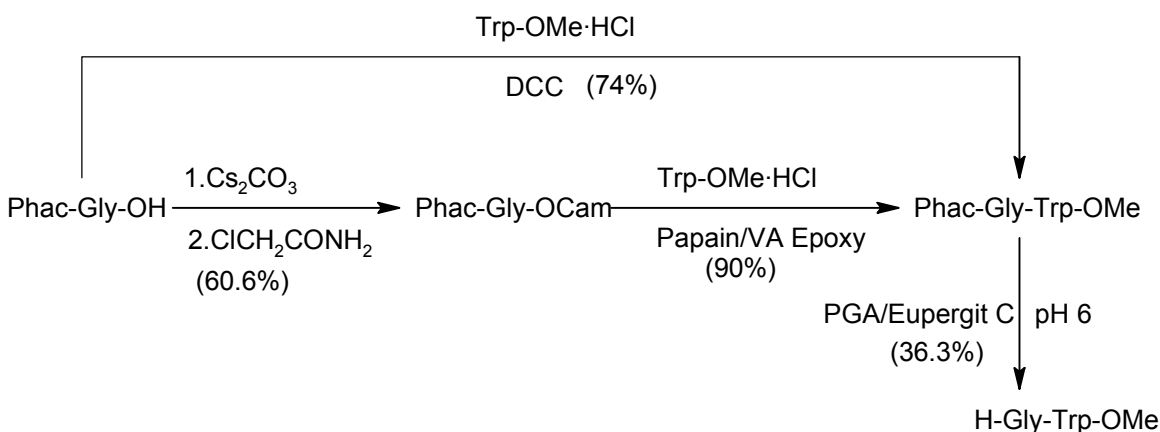 Trp-OMe·HCl
DCC (74%)
1.Cs₂CO₃
Trp-OMe·HCl
Phac-Gly-OH
Phac-Gly-OCam
Phac-Gly-Trp-OMe
2.ClCH₂CONH₂
Papain/VA Epoxy
(60.6%)
(90%)
PGA/Eupergit C pH 6
(36.3%)
H-Gly-Trp-OMe